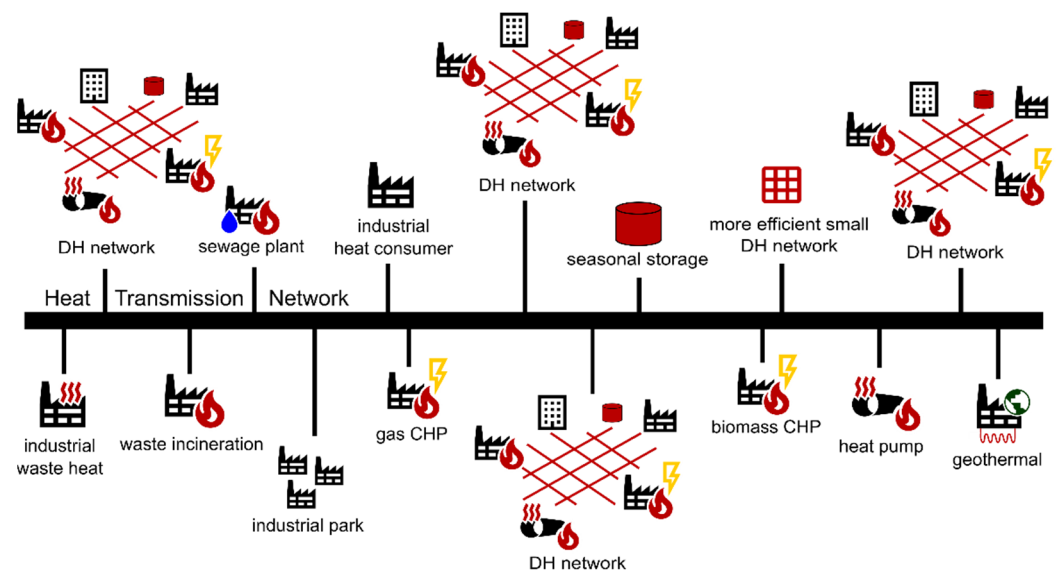 DH network
sewage plant
industrial
heat consumer
DH network
seasonal storage
more efficient small
DH network
DH network
Heat Transmission Network
industrial
waste heat
waste incineration
industrial park
gas CHP
DH network
biomass CHP
heat pump
geothermal